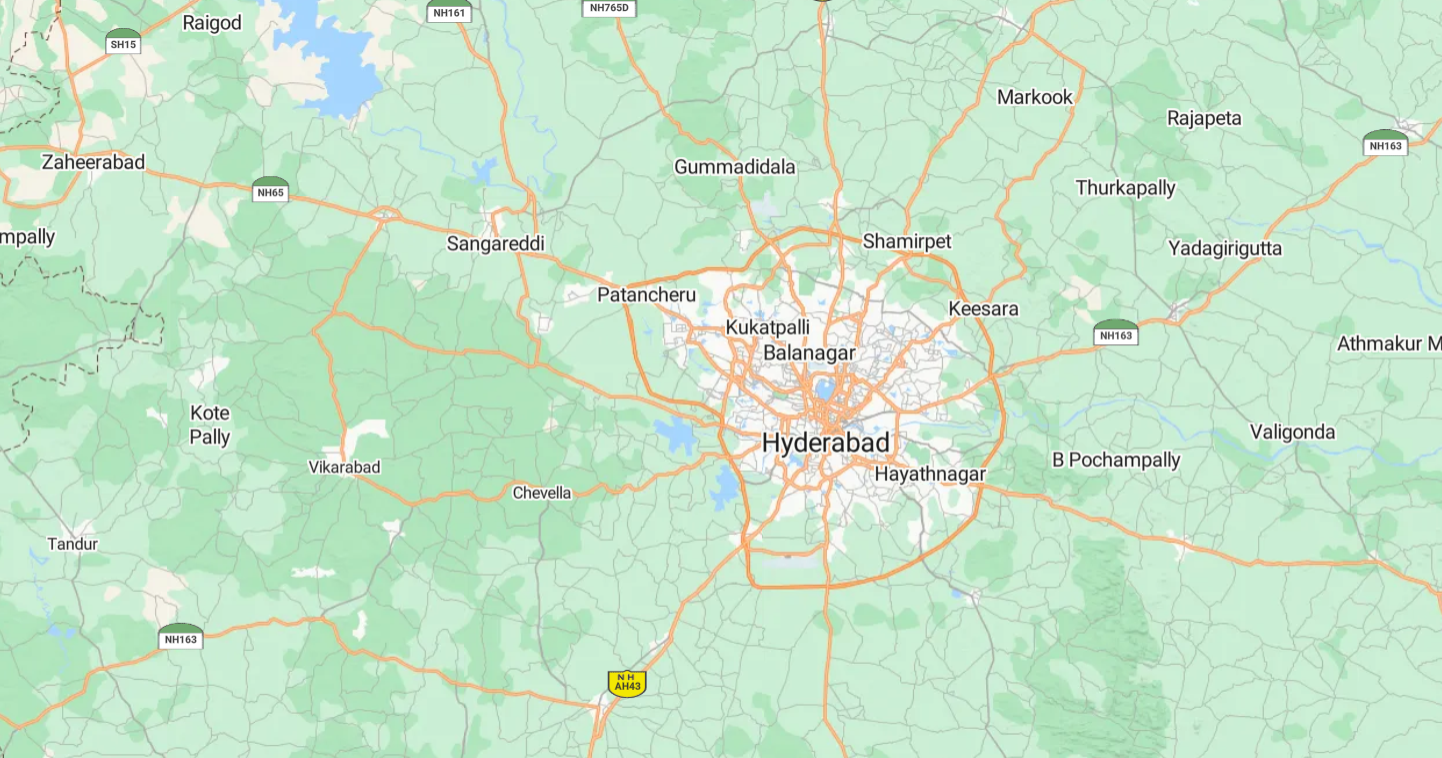 NH161
NH765D
Raigod
SH15
Markook
Rajapeta
NH163
Zaheerabad
Gummadidala
NH65
Thurkapally
mpally
Sangareddi
Shamirpet
Yadagirigutta
Patancheru
Keesara
Kukatpalli
NH163
Balanagar
Athmakur M
Kote
Pally
Hyderabad
Valigonda
Vikarabad
Hayathnagar
B Pochampally
Chevella
Tandur
NH163
NH
AH43